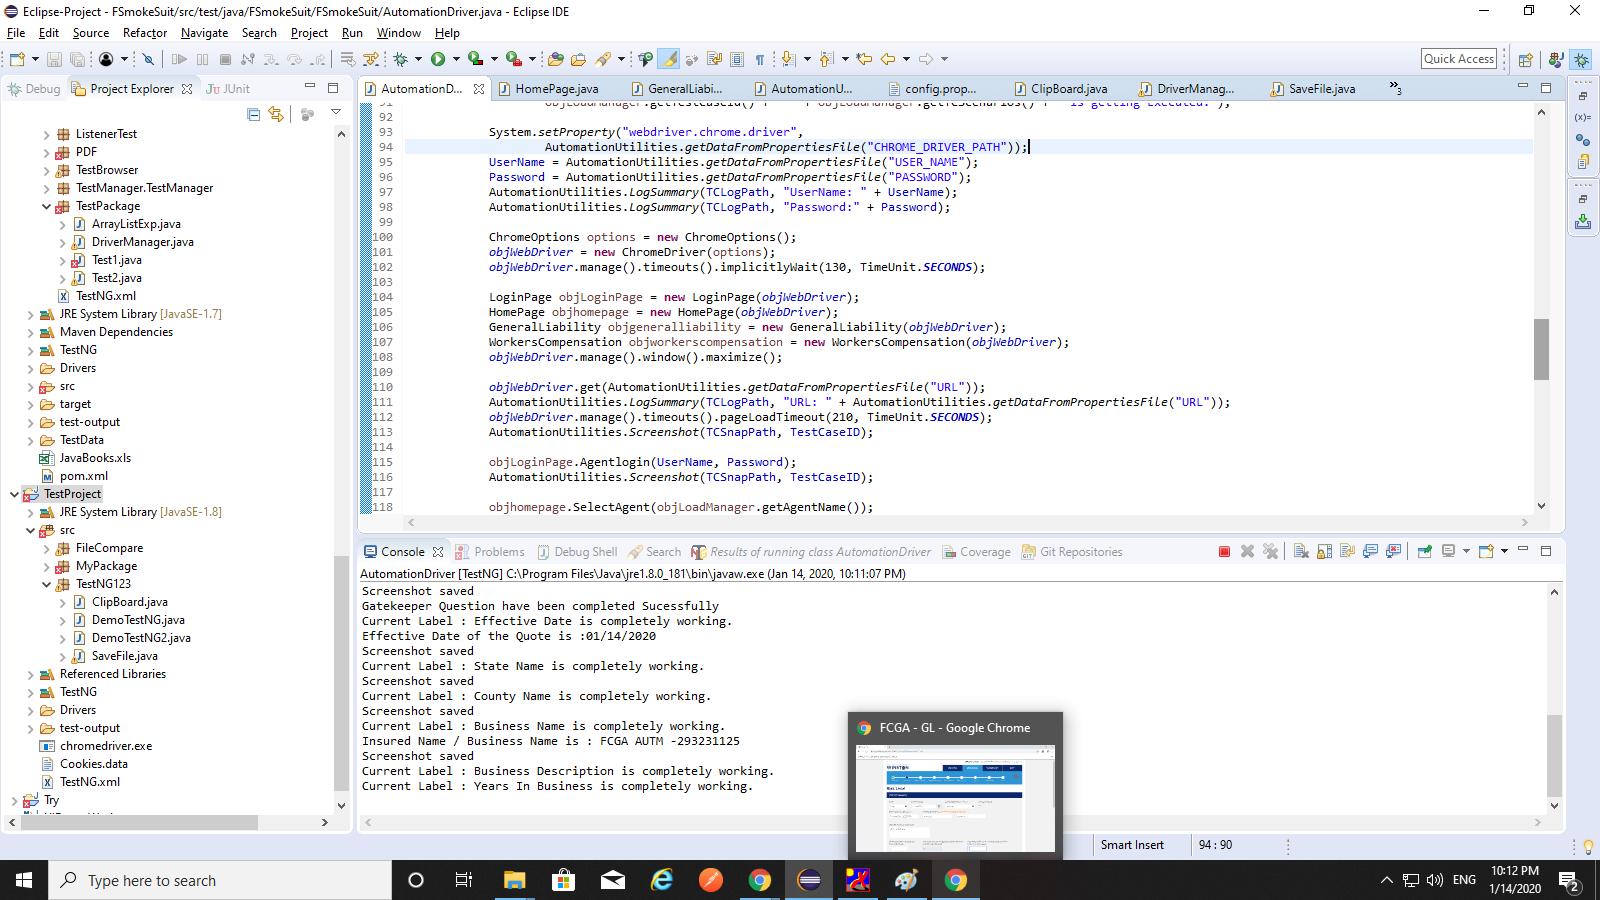 Eclipse-Project - FSmokeSuit/src/test/java/FSmokeSuit/FSmokeSuit/AutomationDriver.java - Eclipse IDE
File Edit Source Refactor Navigate Search Project Run Window Help
Quick Access
Debug Project Explorer JUnit
AutomationD... HomePage.java GeneralLiabi... AutomationU... config.prop... ClipBoard.java DriverManag... SaveFile.java »3
ListenerTest
PDF
TestBrowser
TestManager.TestManager
TestPackage
ArrayListExp.java
DriverManager.java
Test1.java
Test2.java
TestNG.xml
JRE System Library [JavaSE-1.7]
Maven Dependencies
TestNG
Drivers
src
target
test-output
TestData
JavaBooks.xls
pom.xml
TestProject
JRE System Library [JavaSE-1.8]
src
FileCompare
MyPackage
TestNG123
ClipBoard.java
DemoTestNG.java
DemoTestNG2.java
SaveFile.java
Referenced Libraries
TestNG
Drivers
test-output
chromedriver.exe
Cookies.data
TestNG.xml
Try
92
93 System.setProperty("webdriver.chrome.driver",
94 AutomationUtilities.getDataFromPropertiesFile("CHROME_DRIVER_PATH"));
95 UserName = AutomationUtilities.getDataFromPropertiesFile("USER_NAME");
96 Password = AutomationUtilities.getDataFromPropertiesFile("PASSWORD");
97 AutomationUtilities.LogSummary(TCLogPath, "UserName: " + UserName);
98 AutomationUtilities.LogSummary(TCLogPath, "Password:" + Password);
99
100 ChromeOptions options = new ChromeOptions();
101 objWebDriver = new ChromeDriver(options);
102 objWebDriver.manage().timeouts().implicitlyWait(130, TimeUnit.SECONDS);
103
104 LoginPage objLoginPage = new LoginPage(objWebDriver);
105 HomePage objhomepage = new HomePage(objWebDriver);
106 GeneralLiability objgeneralliability = new GeneralLiability(objWebDriver);
107 WorkersCompensation objworkerscompensation = new WorkersCompensation(objWebDriver);
108 objWebDriver.manage().window().maximize();
109
110 objWebDriver.get(AutomationUtilities.getDataFromPropertiesFile("URL"));
111 AutomationUtilities.LogSummary(TCLogPath, "URL: " + AutomationUtilities.getDataFromPropertiesFile("URL"));
112 objWebDriver.manage().timeouts().pageLoadTimeout(210, TimeUnit.SECONDS);
113 AutomationUtilities.Screenshot(TCSnapPath, TestCaseID);
114
115 objLoginPage.Agentlogin(UserName, Password);
116 AutomationUtilities.Screenshot(TCSnapPath, TestCaseID);
117
118 objhomepage.SelectAgent(objLoadManager.getAgentName());
Console Problems Debug Shell Search Results of running class AutomationDriver Coverage Git Repositories
AutomationDriver [TestNG] C:\Program Files\Java\jre1.8.0_181\bin\javaw.exe (Jan 14, 2020, 10:11:07 PM)
Screenshot saved
Gatekeeper Question have been completed Sucessfully
Current Label : Effective Date is completely working.
Effective Date of the Quote is :01/14/2020
Screenshot saved
Current Label : State Name is completely working.
Screenshot saved
Current Label : County Name is completely working.
Screenshot saved
Current Label : Business Name is completely working.
Insured Name / Business Name is : FCGA AUTM -293231125
Screenshot saved
Current Label : Business Description is completely working.
Current Label : Years In Business is completely working.
FCGA - GL - Google Chrome
WINSTON
Smart Insert 94 : 90
Type here to search
ENG
10:12 PM
1/14/2020
2